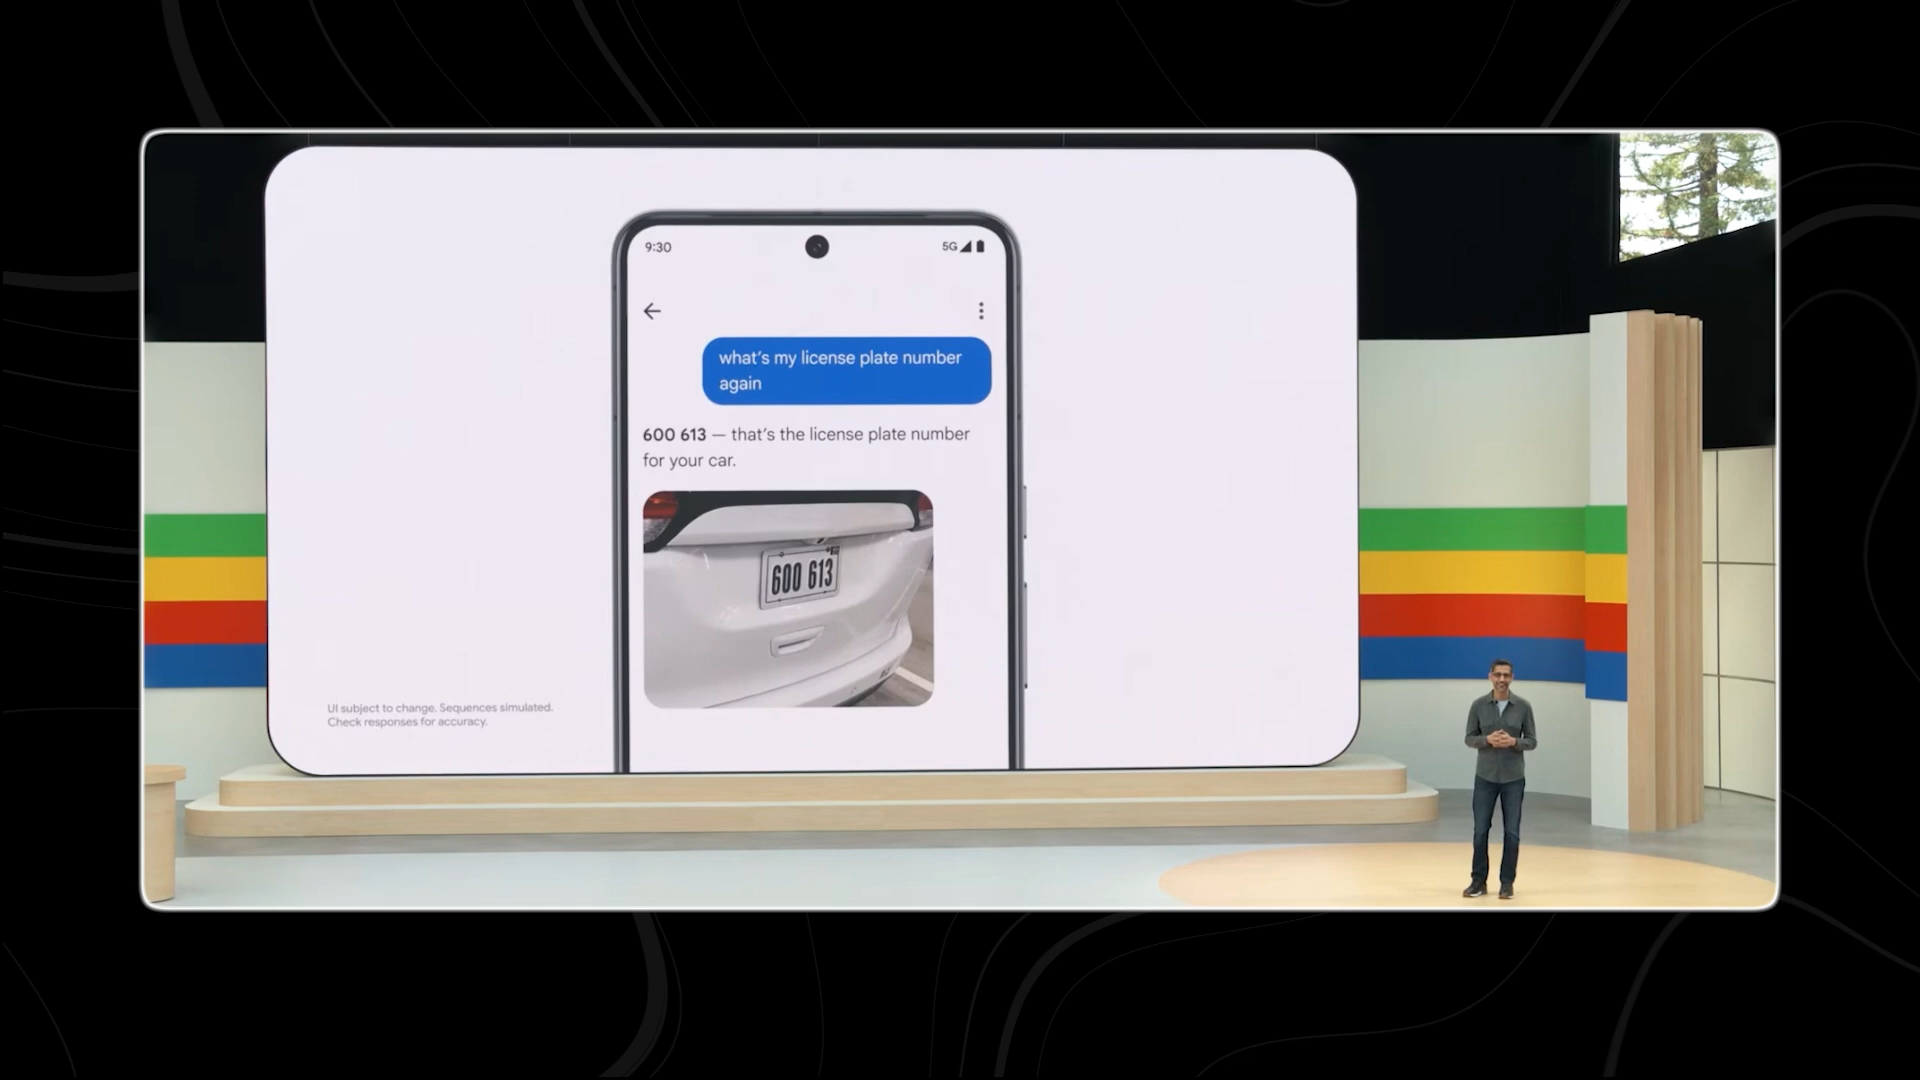 9:30
5G
what's my license plate number
again
600 613 — that's the license plate number
for your car.
600 613
UI subject to change. Sequences simulated.
Check responses for accuracy.